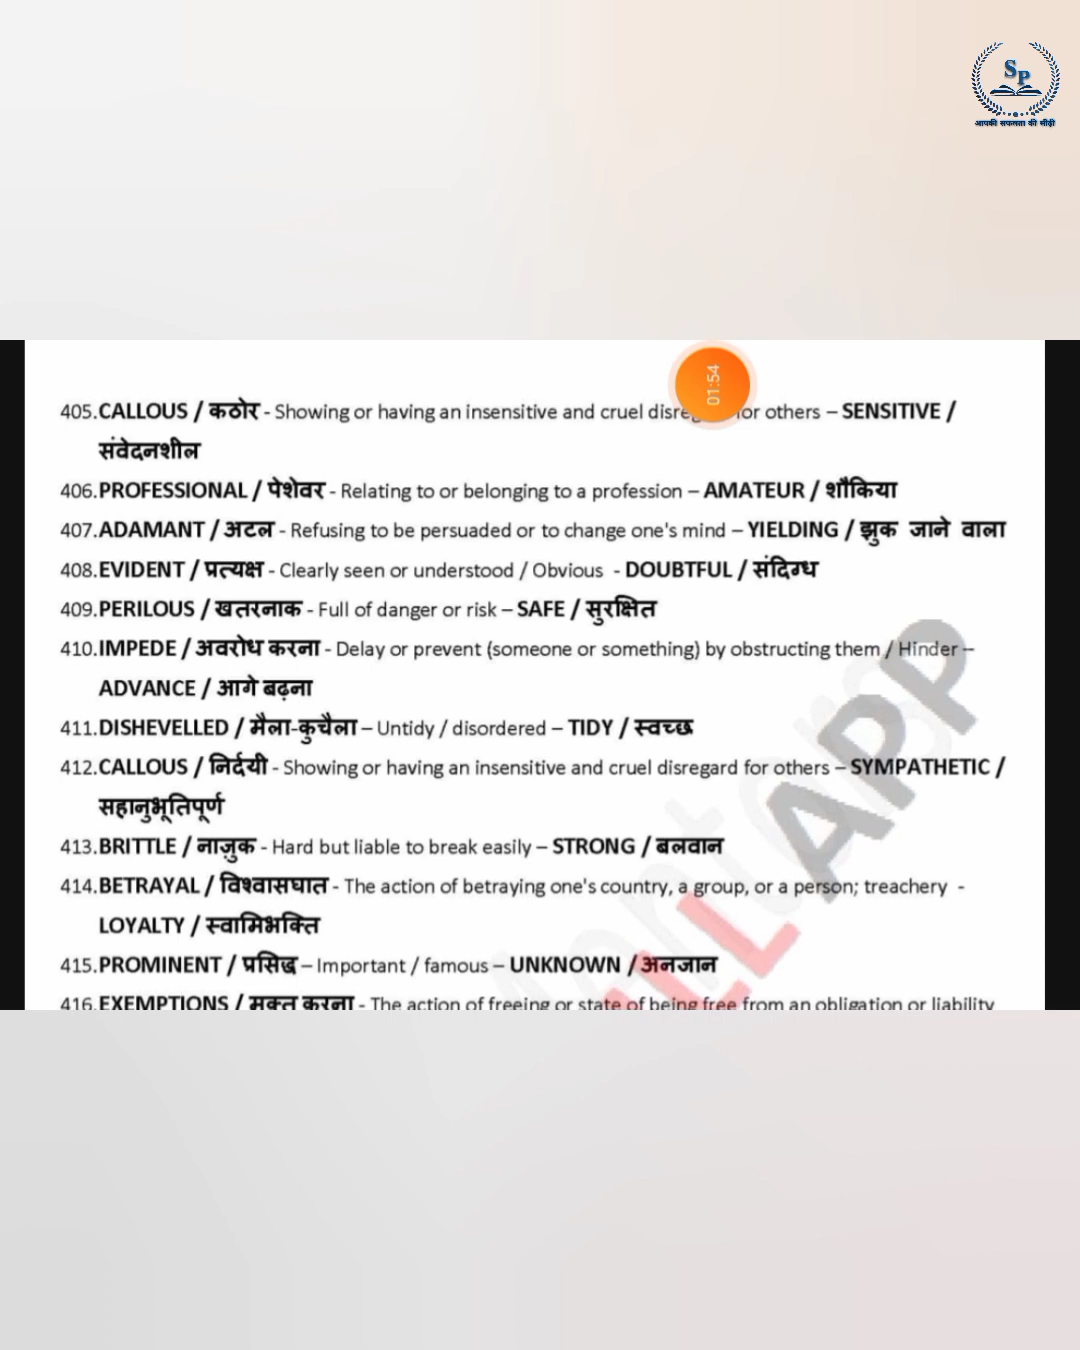 SP
आपकी सफलता की सीढ़ी
01:54
405.CALLOUS / कठोर - Showing or having an insensitive and cruel for others – SENSITIVE /
संवेदनशील
406.PROFESSIONAL / पेशेवर - Relating to or belonging to a profession – AMATEUR / शौकिया
407.ADAMANT / अटल - Refusing to be persuaded or to change one's mind – YIELDING / झुक जाने वाला
408.EVIDENT / प्रत्यक्ष - Clearly seen or understood / Obvious - DOUBTFUL / संदिग्ध
409.PERILOUS / खतरनाक - Full of danger or risk – SAFE / सुरक्षित
410.IMPEDE / अवरोध करना - Delay or prevent (someone or something) by obstructing them / Hinder –
ADVANCE / आगे बढ़ना
411.DISHEVELLED / मैला-कुचैला – Untidy / disordered – TIDY / स्वच्छ
412.CALLOUS / निर्दयी - Showing or having an insensitive and cruel disregard for others – SYMPATHETIC /
सहानुभूतिपूर्ण
413.BRITTLE / नाज़ुक - Hard but liable to break easily – STRONG / बलवान
414.BETRAYAL / विश्वासघात - The action of betraying one's country, a group, or a person; treachery -
LOYALTY / स्वामिभक्ति
415.PROMINENT / प्रसिद्ध – Important / famous – UNKNOWN / अनजान
416.EXEMPTIONS / मुक्त करना - The action of freeing or state of being free from an obligation or liability
APP